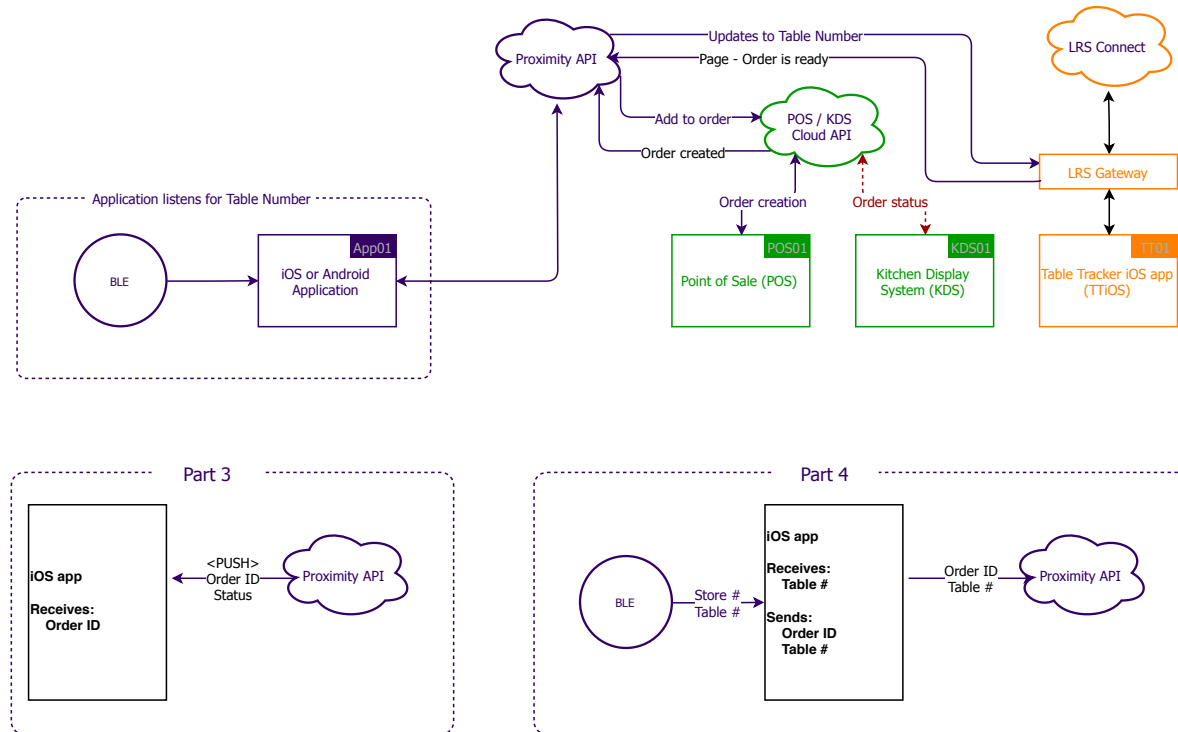 Proximity API
Updates to Table Number
Page - Order is ready
LRS Connect
Add to order
POS / KDS
Cloud API
Order created
LRS Gateway
Application listens for Table Number
Order creation
Order status
BLE
App01
iOS or Android
Application
POS01
Point of Sale (POS)
KDS01
Kitchen Display
System (KDS)
TT01
Table Tracker iOS app
(TTiOS)
Part 3
iOS app
Receives:
Order ID
<PUSH>
Order ID
Status
Proximity API
Part 4
BLE
Store #
Table #
iOS app
Receives:
Table #
Sends:
Order ID
Table #
Order ID
Table #
Proximity API